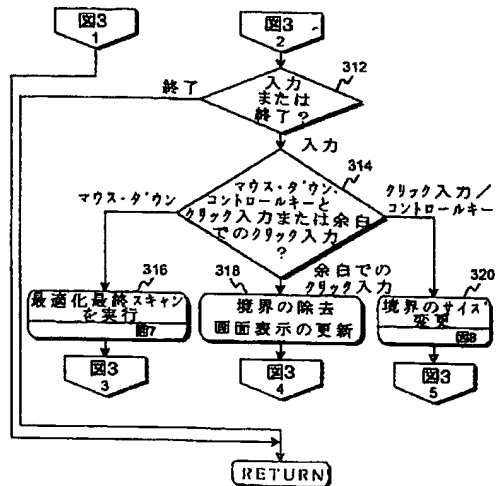 図3
1
図3
2
312
終了
入力
または
終了?
入力
314
マウス・ダウン
マウス・ダウン・
コントロールキーと
クリック入力または余白
でのクリック入力
?
クリック入力/
コントロールキー
316
最適化最終スキャン
を実行
図7
318
余白での
クリック入力
境界の除去
画面表示の更新
320
境界のサイズ
変更
図8
図3
3
図3
4
図3
5
RETURN